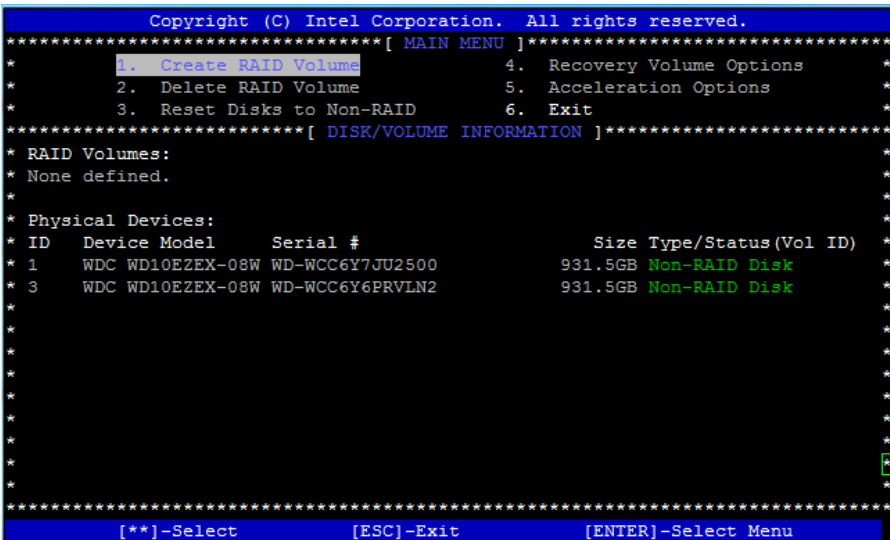 Copyright (C) Intel Corporation. All rights reserved.
**********************************[ MAIN MENU ]*********************************
* 1. Create RAID Volume 4. Recovery Volume Options *
* 2. Delete RAID Volume 5. Acceleration Options *
* 3. Reset Disks to Non-RAID 6. Exit *
***************************[ DISK/VOLUME INFORMATION ]**************************
* RAID Volumes: *
* None defined. *
* *
* Physical Devices: *
* ID Device Model Serial # Size Type/Status(Vol ID) *
* 1 WDC WD10EZEX-08W WD-WCC6Y7JU2500 931.5GB Non-RAID Disk *
* 3 WDC WD10EZEX-08W WD-WCC6Y6PRVLN2 931.5GB Non-RAID Disk *
* *
* *
* *
* *
* *
* *
* *
* *
* *
********************************************************************************
[**]-Select [ESC]-Exit [ENTER]-Select Menu